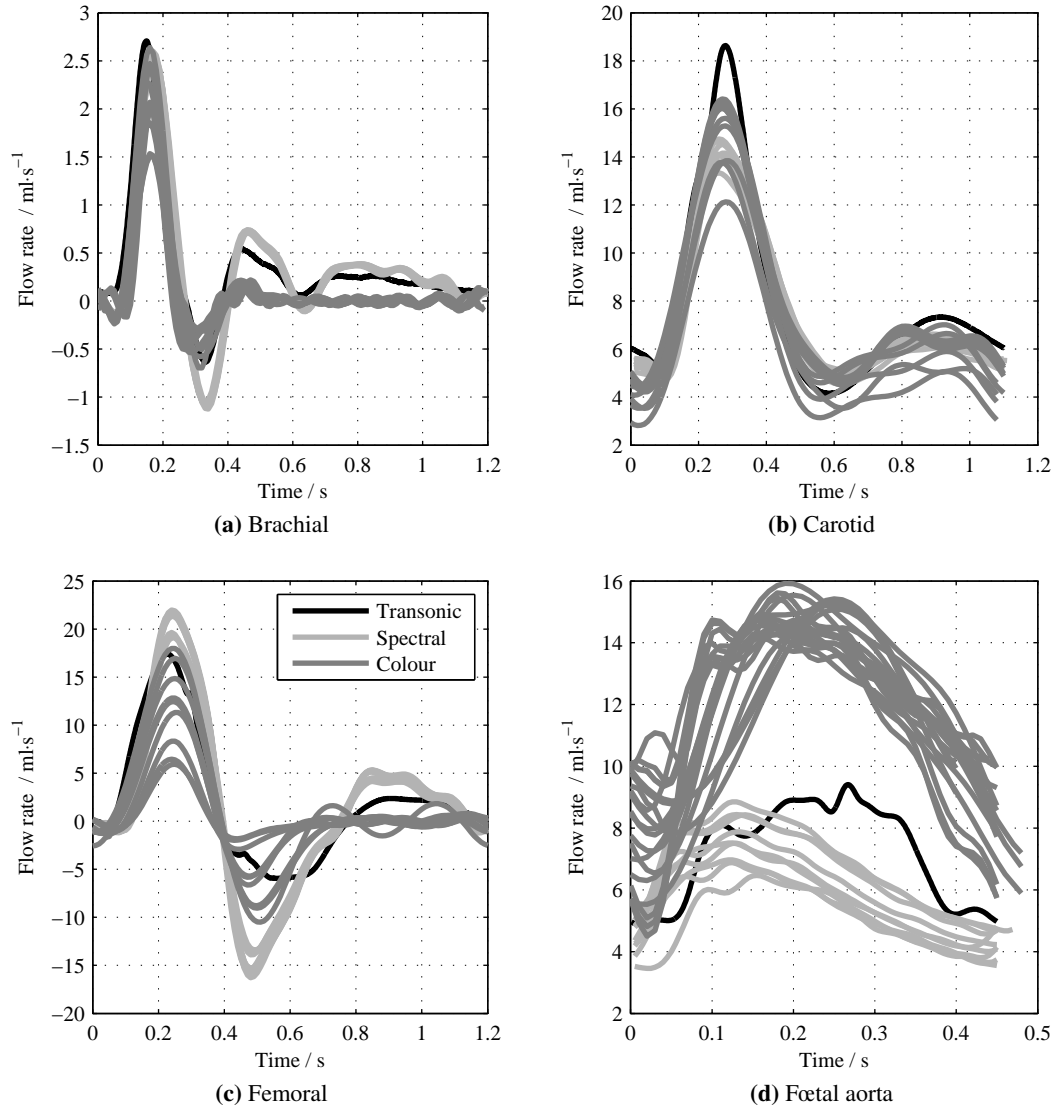 3
2.5
2
1.5
1
0.5
0
−0.5
−1
−1.5
Flow rate / ml·s⁻¹
0 0.2 0.4 0.6 0.8 1 1.2
Time / s
(a) Brachial
20
18
16
14
12
10
8
6
4
2
Flow rate / ml·s⁻¹
0 0.2 0.4 0.6 0.8 1 1.2
Time / s
(b) Carotid
25
20
15
10
5
0
−5
−10
−15
−20
Flow rate / ml·s⁻¹
Transonic
Spectral
Colour
0 0.2 0.4 0.6 0.8 1 1.2
Time / s
(c) Femoral
16
14
12
10
8
6
4
2
Flow rate / ml·s⁻¹
0 0.1 0.2 0.3 0.4 0.5
Time / s
(d) Fœtal aorta